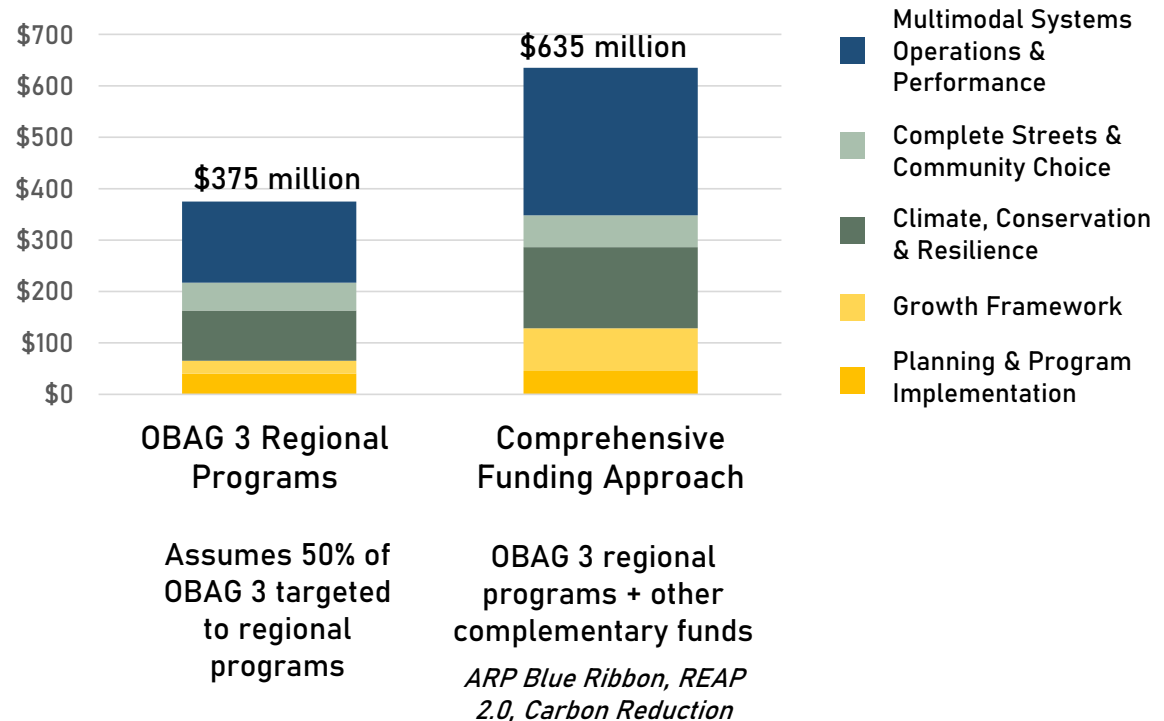 $700
$600
$500
$400
$300
$200
$100
$0
$375 million
$635 million
OBAG 3 Regional
Programs
Comprehensive
Funding Approach
Assumes 50% of
OBAG 3 targeted
to regional
programs
OBAG 3 regional
programs + other
complementary funds
ARP Blue Ribbon, REAP
2.0, Carbon Reduction
Multimodal Systems
Operations &
Performance
Complete Streets &
Community Choice
Climate, Conservation
& Resilience
Growth Framework
Planning & Program
Implementation